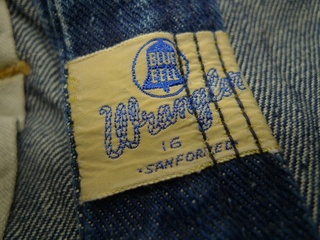 BLUE
BELL
Wrangler
16
"SANFORIZED"